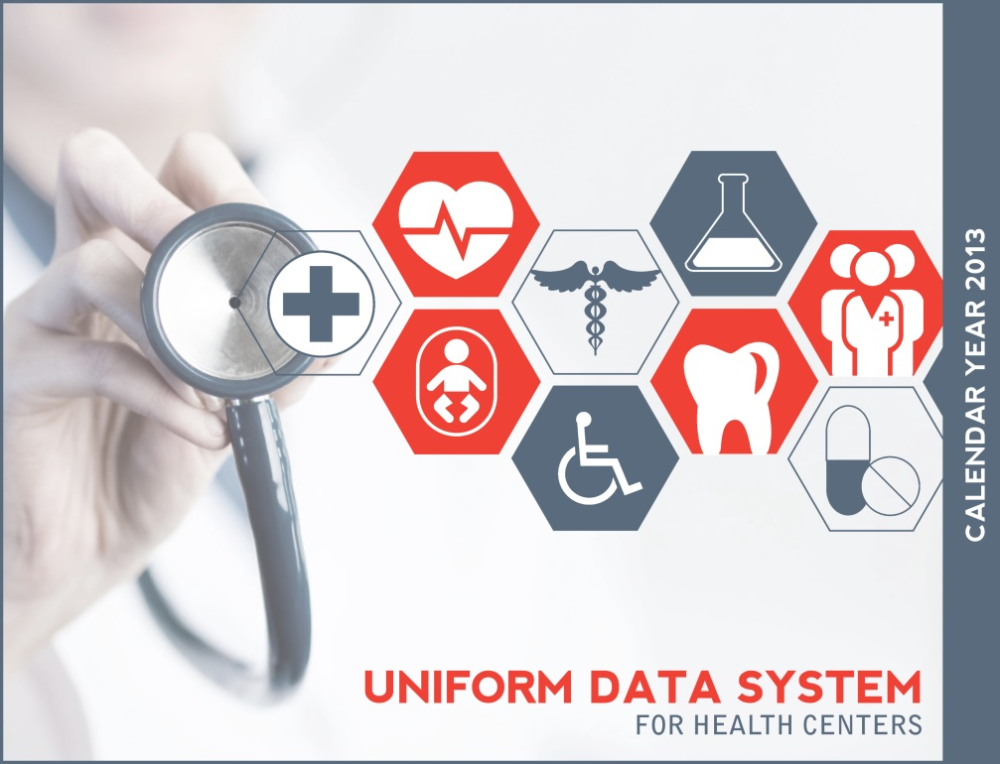 UNIFORM DATA SYSTEM
FOR HEALTH CENTERS
CALENDAR YEAR 2013